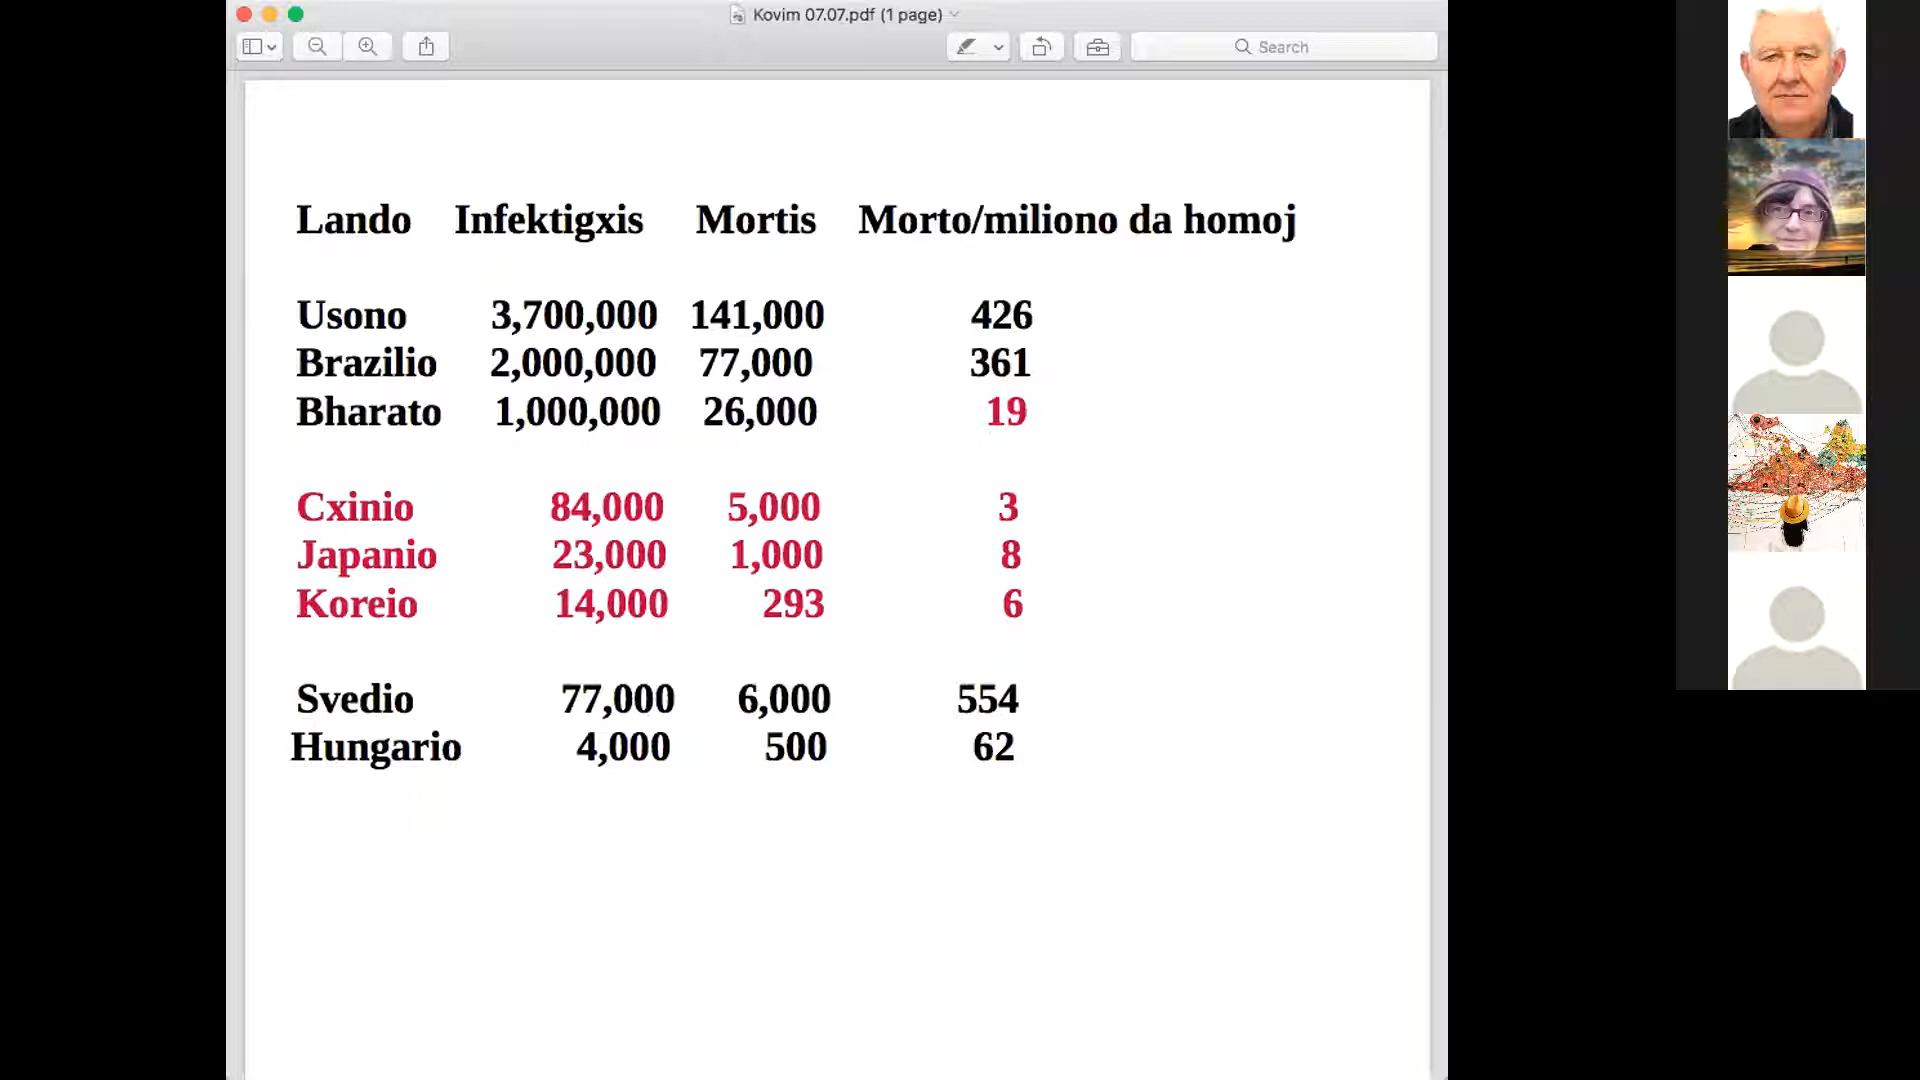 Kovim 07.07.pdf (1 page)
Search
Lando Infektigxis Mortis Morto/miliono da homoj
Usono 3,700,000 141,000 426
Brazilio 2,000,000 77,000 361
Bharato 1,000,000 26,000 19
Cxinio 84,000 5,000 3
Japanio 23,000 1,000 8
Koreio 14,000 293 6
Svedio 77,000 6,000 554
Hungario 4,000 500 62